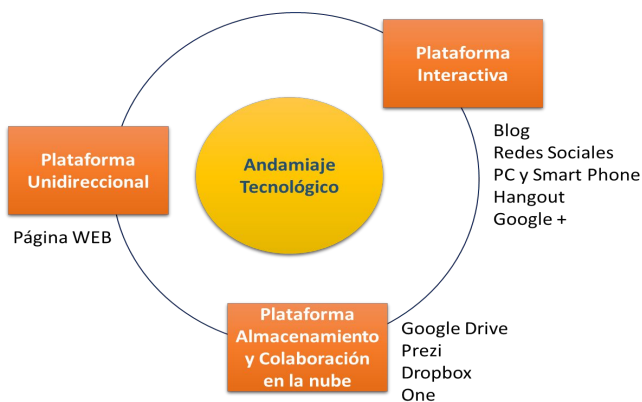 Plataforma
Interactiva
Blog
Redes Sociales
PC y Smart Phone
Hangout
Google +
Andamiaje
Tecnológico
Plataforma
Unidireccional
Página WEB
Plataforma
Almacenamiento
y Colaboración
en la nube
Google Drive
Prezi
Dropbox
One